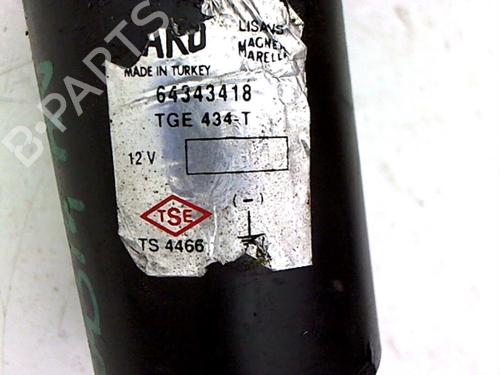 LISANS
MAGNETI
MARELLI
MADE IN TURKEY
64343418
TGE 434-T
12 V
(-)
TSE
TS 4466
B-PARTS